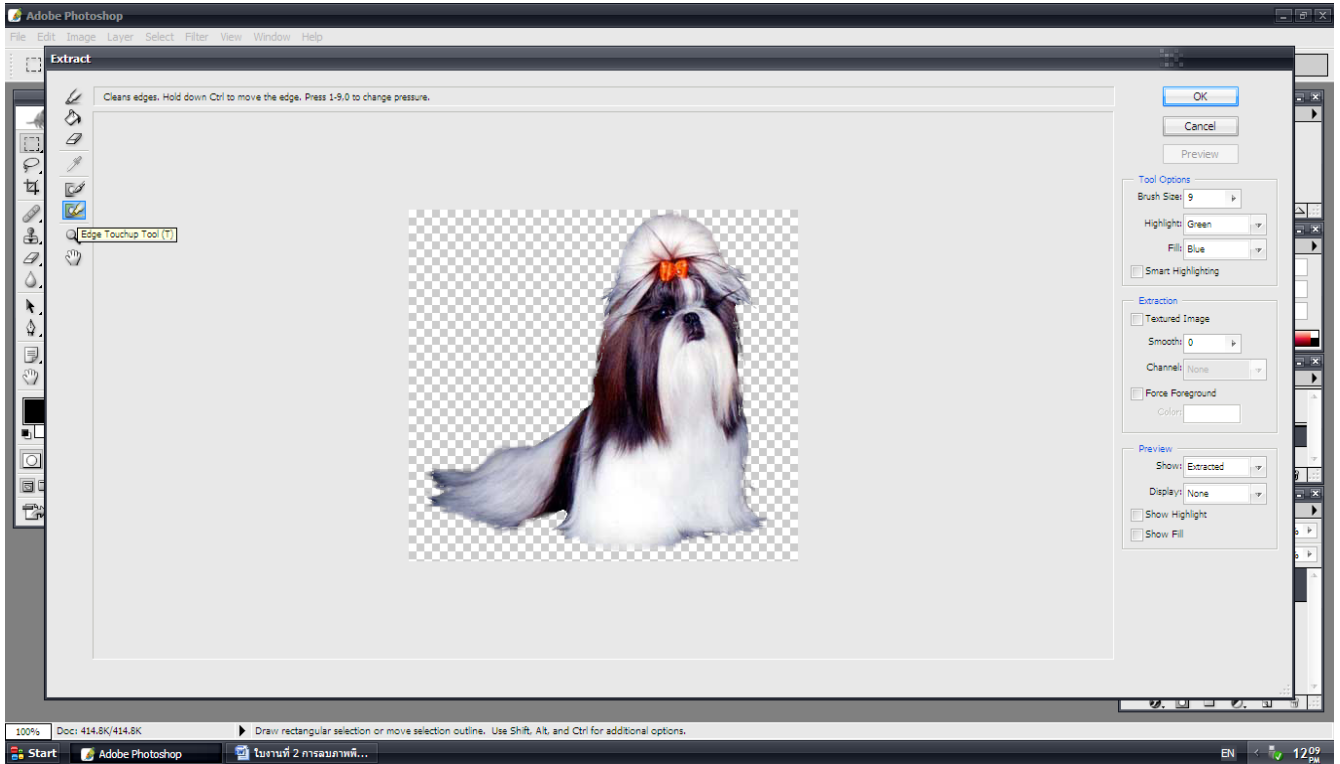 Adobe Photoshop
File Edit Image Layer Select Filter View Window Help
Extract
Cleans edges. Hold down Ctrl to move the edge. Press 1-9,0 to change pressure.
OK
Cancel
Preview
Tool Options
Brush Size: 9
Highlight: Green
Fill: Blue
Smart Highlighting
Edge Touchup Tool (T)
Extraction
Textured Image
Smooth: 0
Channel: None
Force Foreground
Color:
Preview
Show: Extracted
Display: None
Show Highlight
Show Fill
100% Doc: 414.8K/414.8K Draw rectangular selection or move selection outline. Use Shift, Alt, and Ctrl for additional options.
Start Adobe Photoshop ใบงานที่ 2 การลบภาพพื... EN 12 09 PM